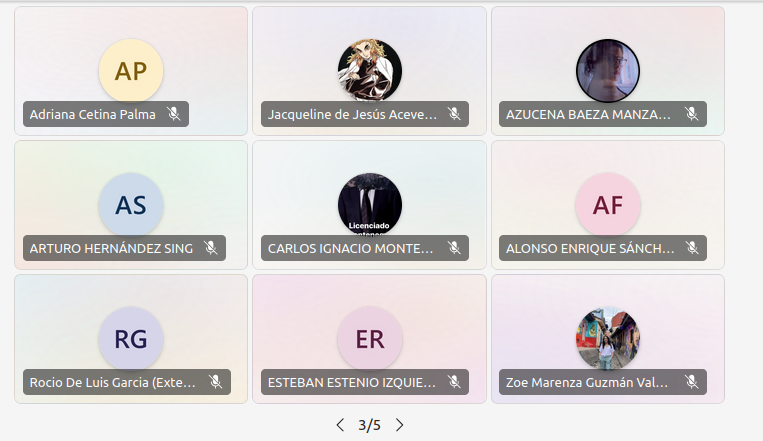 AP
Adriana Cetina Palma
Jacqueline de Jesús Aceve...
AZUCENA BAEZA MANZA...
AS
ARTURO HERNÁNDEZ SING
Licenciado
CARLOS IGNACIO MONTE...
AF
ALONSO ENRIQUE SÁNCH...
RG
Rocio De Luis Garcia (Exte...
ER
ESTEBAN ESTENIO IZQUIE...
Zoe Marenza Guzmán Val...
3/5